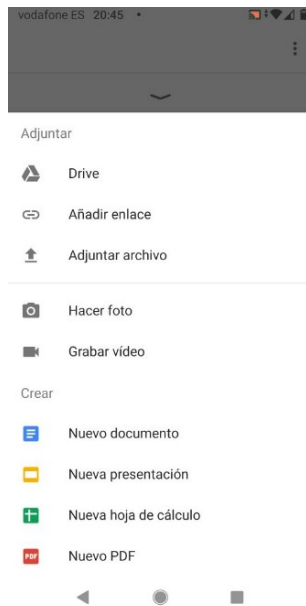 vodafone ES 20:45
Adjuntar
Drive
Añadir enlace
Adjuntar archivo
Hacer foto
Grabar vídeo
Crear
Nuevo documento
Nueva presentación
Nueva hoja de cálculo
PDF Nuevo PDF